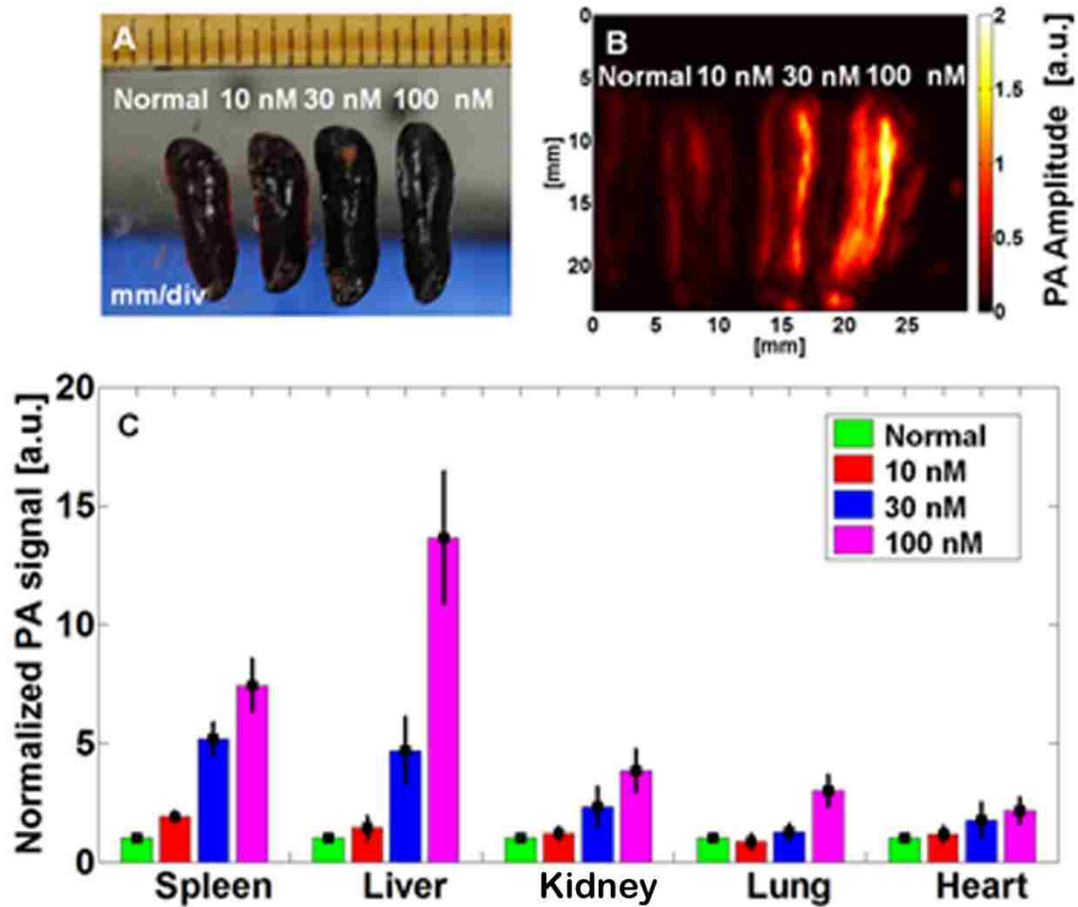 A
Normal 10 nM 30 nM 100 nM
mm/div
B
Normal 10 nM 30 nM 100 nM
0
5
10
15
20
[mm]
0 5 10 15 20 25
[mm]
2
1.5
1
0.5
0
PA Amplitude [a.u.]
C
Normalized PA signal [a.u.]
20
15
10
5
0
Normal
10 nM
30 nM
100 nM
Spleen Liver Kidney Lung Heart